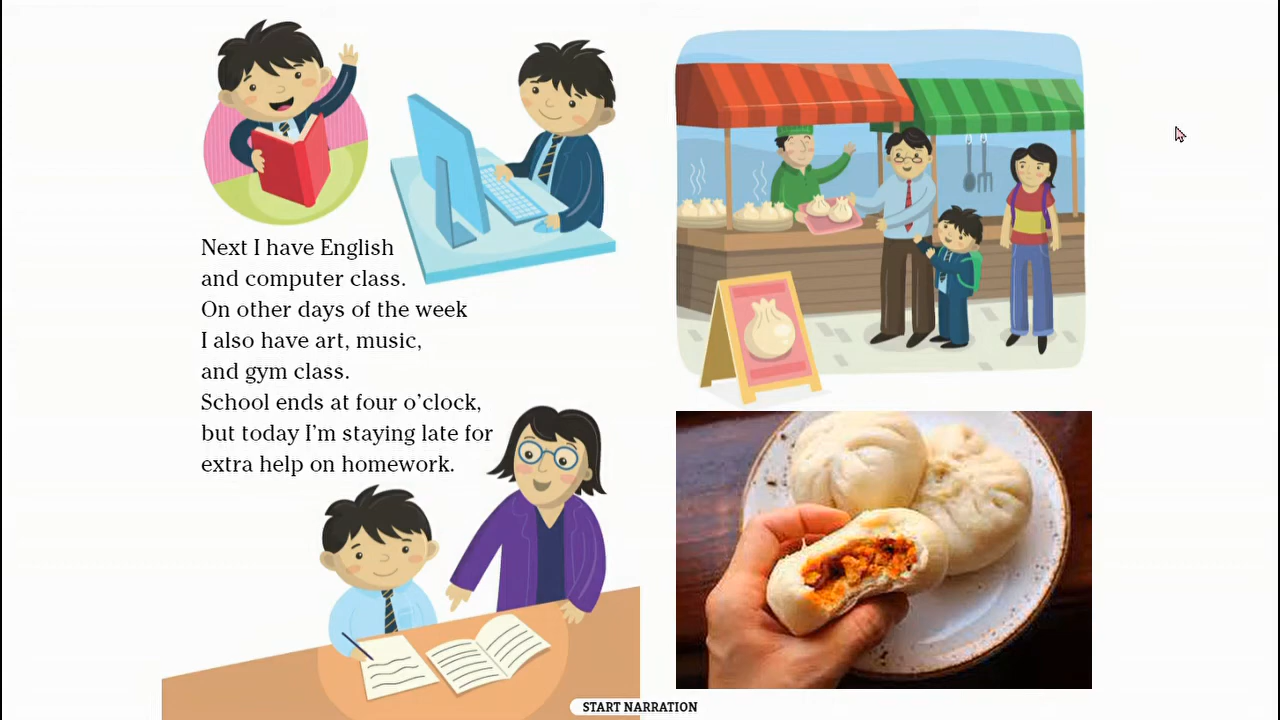 Next I have English
and computer class.
On other days of the week
I also have art, music,
and gym class.
School ends at four o’clock,
but today I’m staying late for
extra help on homework.
START NARRATION